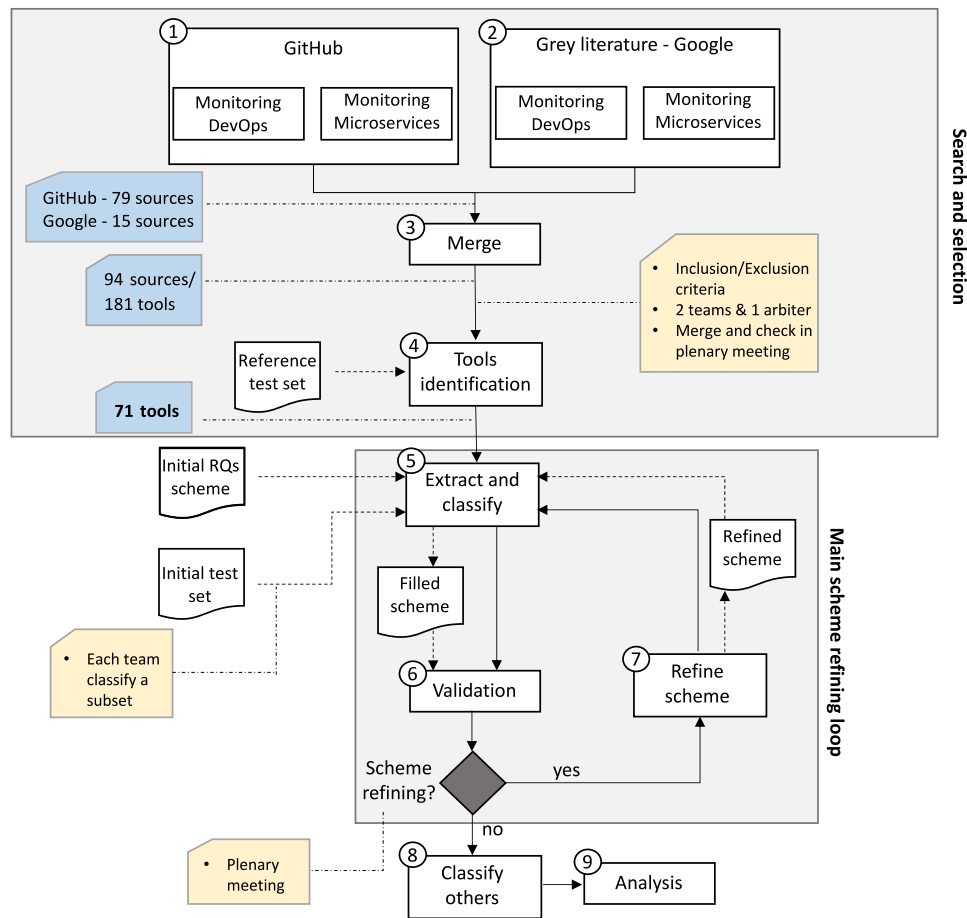 1
GitHub
Monitoring
DevOps
Monitoring
Microservices
2
Grey literature - Google
Monitoring
DevOps
Monitoring
Microservices
Search and selection
GitHub - 79 sources
Google - 15 sources
3
Merge
94 sources/
181 tools
• Inclusion/Exclusion
criteria
• 2 teams & 1 arbiter
• Merge and check in
plenary meeting
Reference
test set
4
Tools
identification
71 tools
Initial RQs
scheme
5
Extract and
classify
Refined
scheme
Main scheme refining loop
Initial test
set
Filled
scheme
• Each team
classify a
subset
6
Validation
7
Refine
scheme
Scheme
refining?
yes
no
• Plenary
meeting
8
Classify
others
9
Analysis